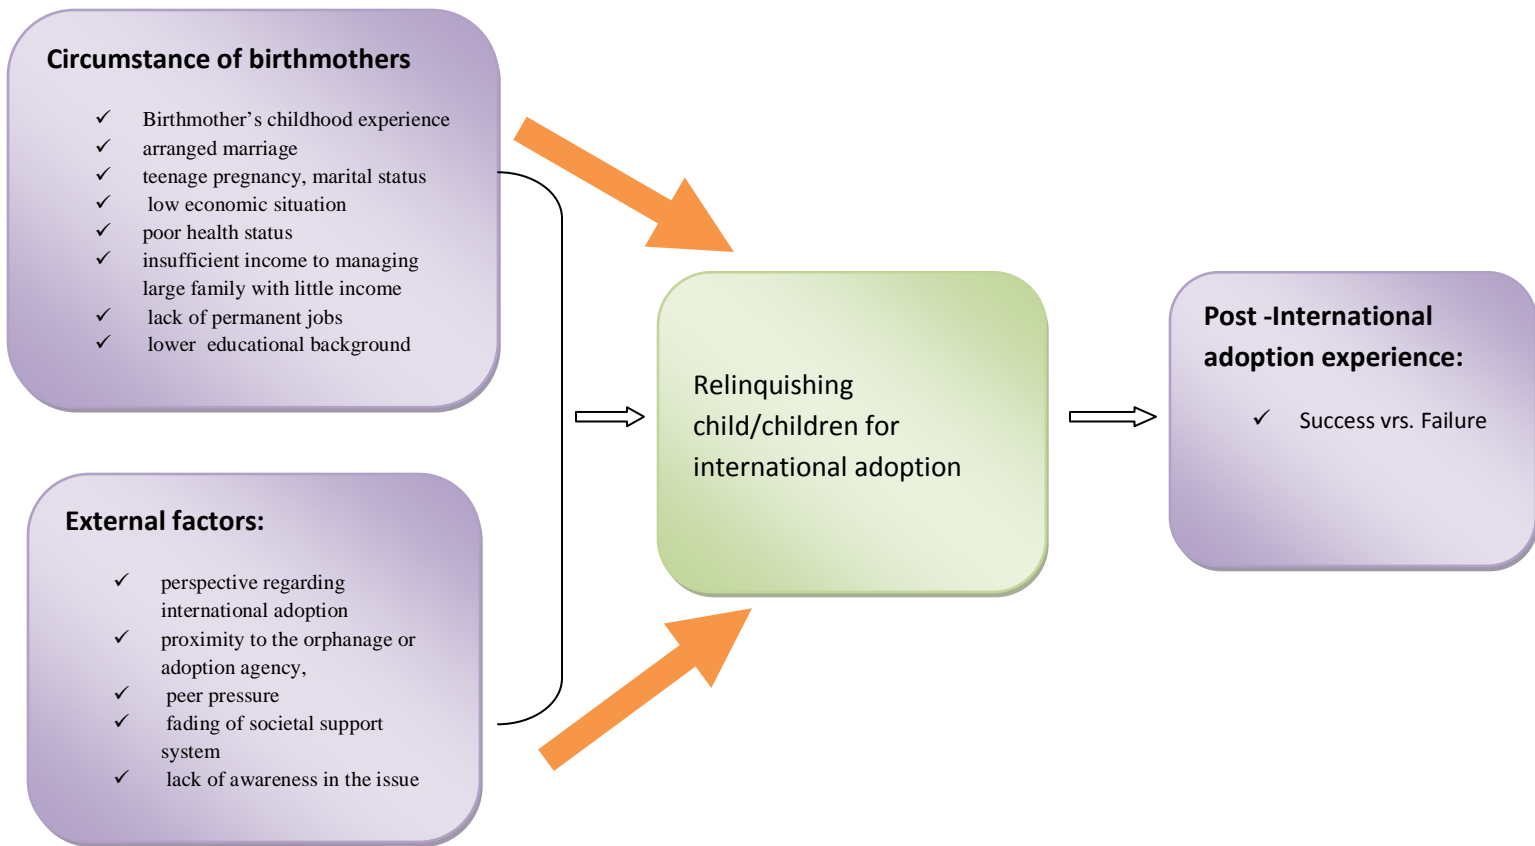 Circumstance of birthmothers
✓ Birthmother's childhood experience
✓ arranged marriage
✓ teenage pregnancy, marital status
✓ low economic situation
✓ poor health status
✓ insufficient income to managing
large family with little income
✓ lack of permanent jobs
✓ lower educational background
External factors:
✓ perspective regarding
international adoption
✓ proximity to the orphanage or
adoption agency,
✓ peer pressure
✓ fading of societal support
system
✓ lack of awareness in the issue
Relinquishing
child/children for
international adoption
Post -International
adoption experience:
✓ Success vrs. Failure